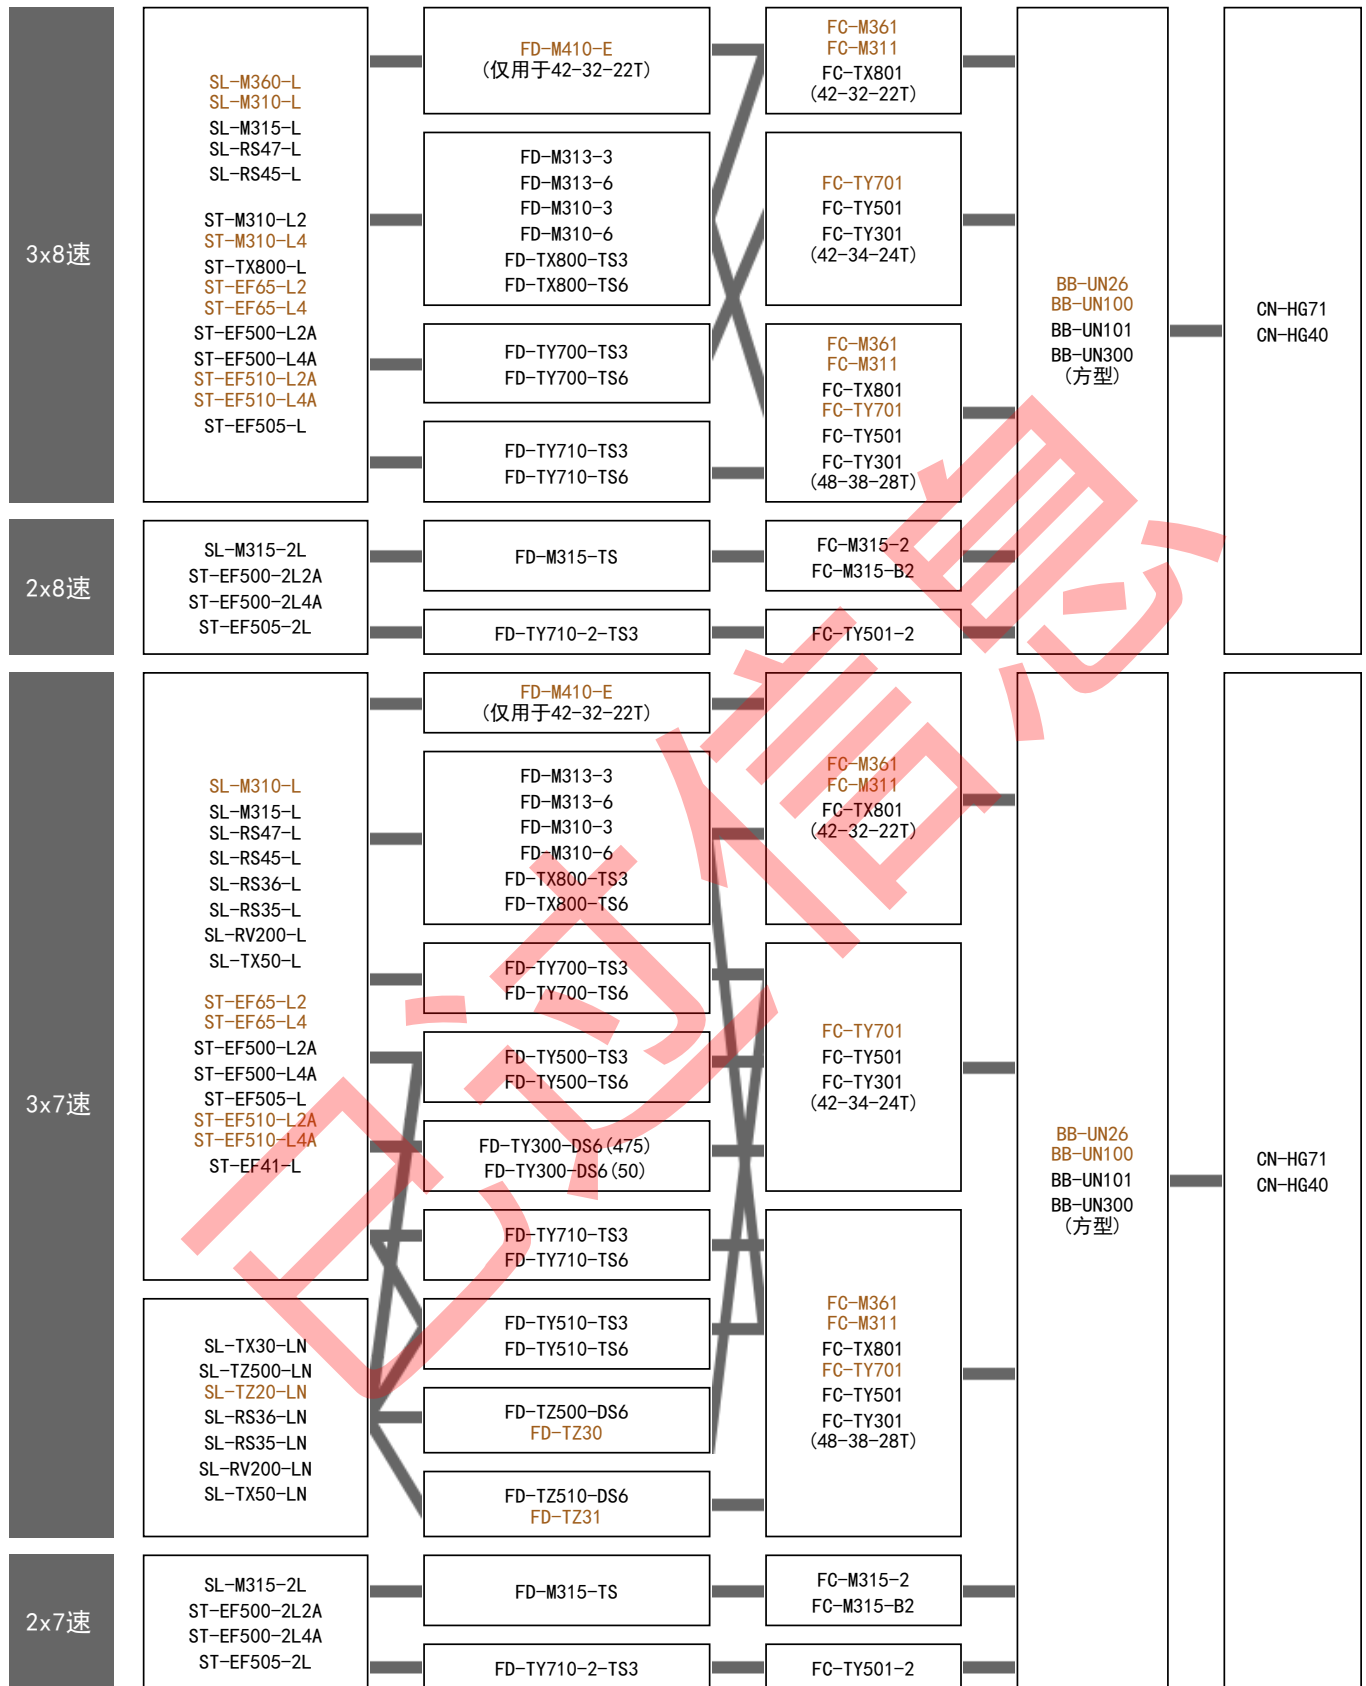 3x8速
SL-M360-L
SL-M310-L
SL-M315-L
SL-RS47-L
SL-RS45-L
ST-M310-L2
ST-M310-L4
ST-TX800-L
ST-EF65-L2
ST-EF65-L4
ST-EF500-L2A
ST-EF500-L4A
ST-EF510-L2A
ST-EF510-L4A
ST-EF505-L
FD-M410-E
(仅用于42-32-22T)
FD-M313-3
FD-M313-6
FD-M310-3
FD-M310-6
FD-TX800-TS3
FD-TX800-TS6
FD-TY700-TS3
FD-TY700-TS6
FD-TY710-TS3
FD-TY710-TS6
FC-M361
FC-M311
FC-TX801
(42-32-22T)
FC-TY701
FC-TY501
FC-TY301
(42-34-24T)
FC-M361
FC-M311
FC-TX801
FC-TY701
FC-TY501
FC-TY301
(48-38-28T)
BB-UN26
BB-UN100
BB-UN101
BB-UN300
(方型)
CN-HG71
CN-HG40
2x8速
SL-M315-2L
ST-EF500-2L2A
ST-EF500-2L4A
ST-EF505-2L
FD-M315-TS
FD-TY710-2-TS3
FC-M315-2
FC-M315-B2
FC-TY501-2
3x7速
SL-M310-L
SL-M315-L
SL-RS47-L
SL-RS45-L
SL-RS36-L
SL-RS35-L
SL-RV200-L
SL-TX50-L
ST-EF65-L2
ST-EF65-L4
ST-EF500-L2A
ST-EF500-L4A
ST-EF505-L
ST-EF510-L2A
ST-EF510-L4A
ST-EF41-L
SL-TX30-LN
SL-TZ500-LN
SL-TZ20-LN
SL-RS36-LN
SL-RS35-LN
SL-RV200-LN
SL-TX50-LN
FD-M410-E
(仅用于42-32-22T)
FD-M313-3
FD-M313-6
FD-M310-3
FD-M310-6
FD-TX800-TS3
FD-TX800-TS6
FD-TY700-TS3
FD-TY700-TS6
FD-TY500-TS3
FD-TY500-TS6
FD-TY300-DS6(475)
FD-TY300-DS6(50)
FD-TY710-TS3
FD-TY710-TS6
FD-TY510-TS3
FD-TY510-TS6
FD-TZ500-DS6
FD-TZ30
FD-TZ510-DS6
FD-TZ31
FC-M361
FC-M311
FC-TX801
(42-32-22T)
FC-TY701
FC-TY501
FC-TY301
(42-34-24T)
FC-M361
FC-M311
FC-TX801
FC-TY701
FC-TY501
FC-TY301
(48-38-28T)
BB-UN26
BB-UN100
BB-UN101
BB-UN300
(方型)
CN-HG71
CN-HG40
2x7速
SL-M315-2L
ST-EF500-2L2A
ST-EF500-2L4A
ST-EF505-2L
FD-M315-TS
FD-TY710-2-TS3
FC-M315-2
FC-M315-B2
FC-TY501-2
已过信息